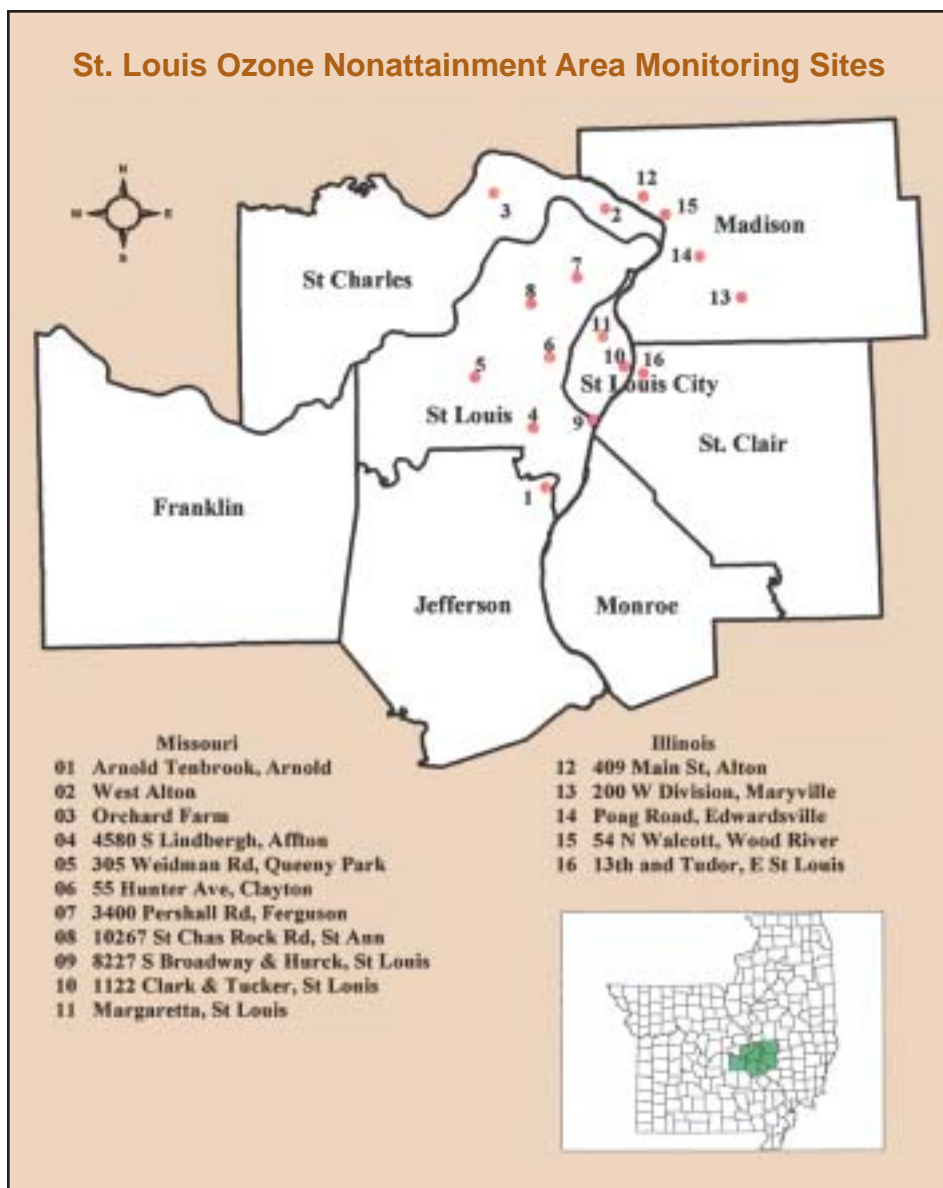 St. Louis Ozone Nonattainment Area Monitoring Sites
N
W E
S
12
3
2
15
Madison
14
7
St Charles
13
8
11
6
10
16
5
St Louis City
St Louis
4
9
St. Clair
1
Franklin
Jefferson
Monroe
Missouri
01 Arnold Tenbrook, Arnold
02 West Alton
03 Orchard Farm
04 4580 S Lindbergh, Affton
05 305 Weidman Rd, Queeny Park
06 55 Hunter Ave, Clayton
07 3400 Pershall Rd, Ferguson
08 10267 St Chas Rock Rd, St Ann
09 8227 S Broadway & Hurck, St Louis
10 1122 Clark & Tucker, St Louis
11 Margaretta, St Louis
Illinois
12 409 Main St, Alton
13 200 W Division, Maryville
14 Poag Road, Edwardsville
15 54 N Walcott, Wood River
16 13th and Tudor, E St Louis